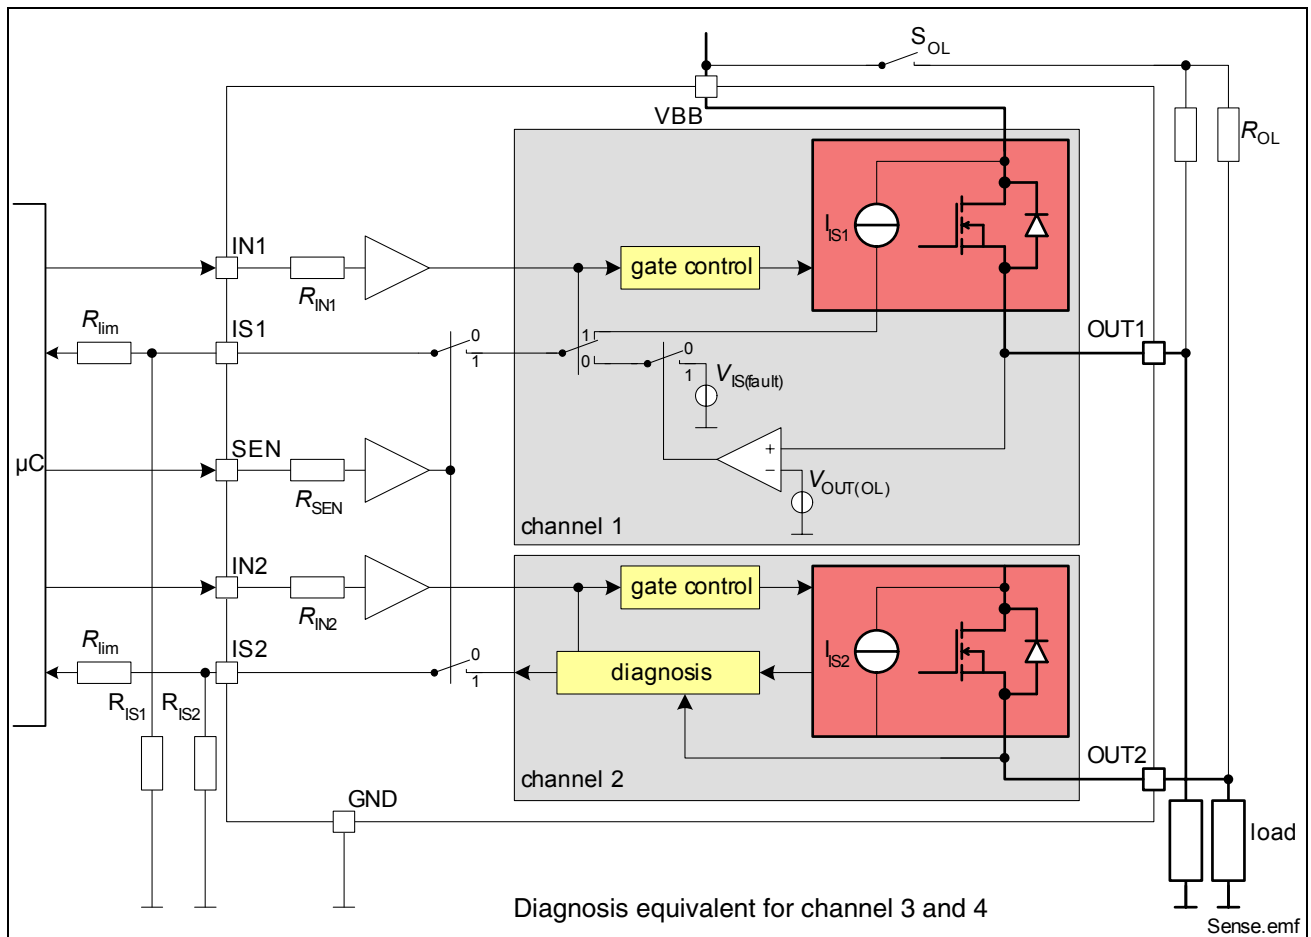 S_OL
VBB
R_OL
IN1
I_IS1
gate control
R_IN1
R_lim
IS1
OUT1
0
1
1
0
0
1
V_IS(fault)
SEN
µC
+
−
R_SEN
V_OUT(OL)
channel 1
IN2
gate control
R_IN2
R_lim
IS2
0
1
diagnosis
I_IS2
R_IS1
R_IS2
OUT2
channel 2
GND
load
Diagnosis equivalent for channel 3 and 4
Sense.emf